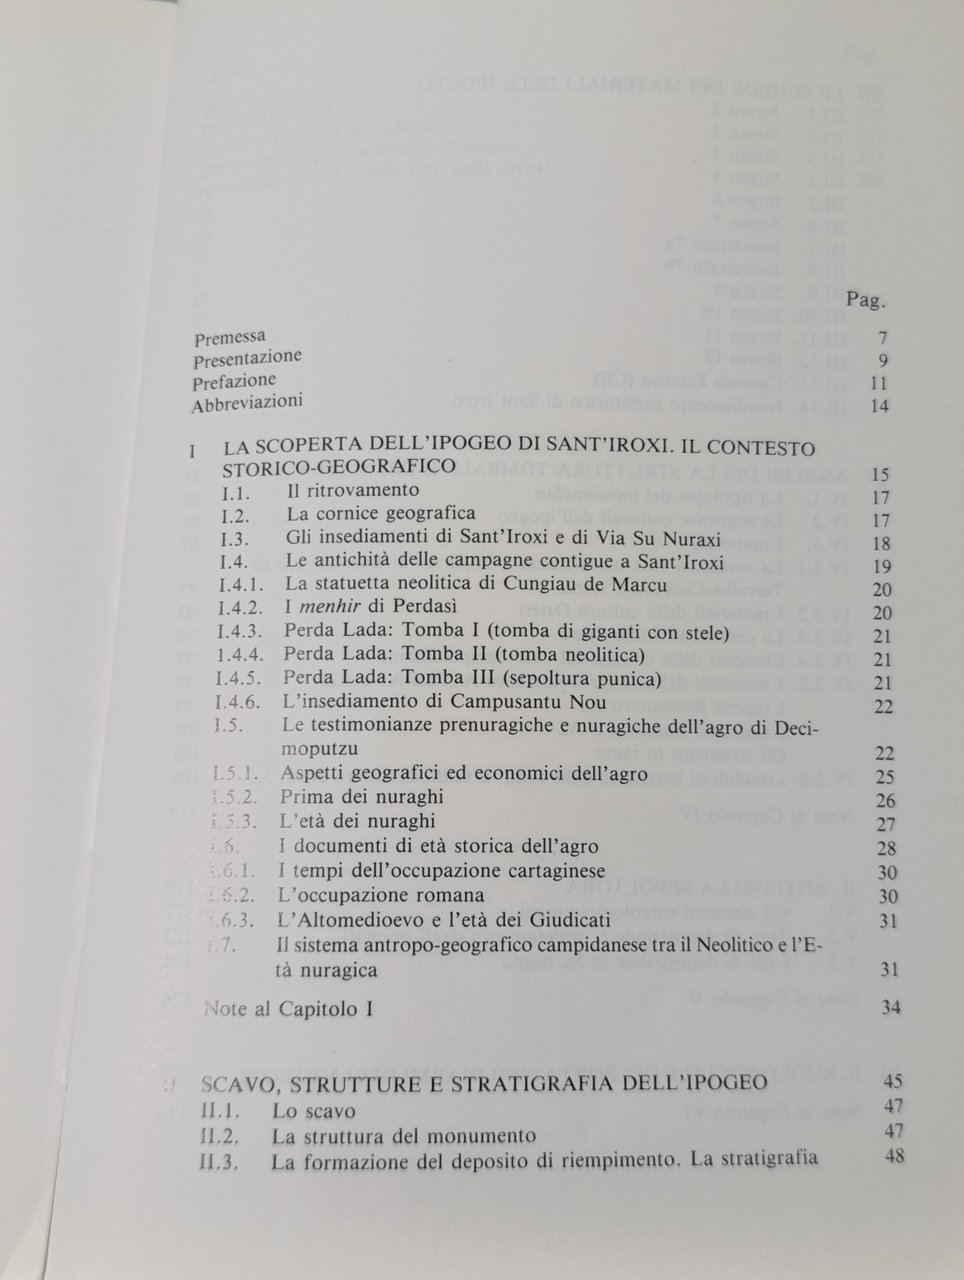 Pag.
Premessa 7
Presentazione 9
Prefazione 11
Abbreviazioni 14
I LA SCOPERTA DELL'IPOGEO DI SANT'IROXI. IL CONTESTO
STORICO-GEOGRAFICO 15
I.1. Il ritrovamento 17
I.2. La cornice geografica 17
I.3. Gli insediamenti di Sant'Iroxi e di Via Su Nuraxi 18
I.4. Le antichità delle campagne contigue a Sant'Iroxi 19
I.4.1. La statuetta neolitica di Cungiau de Marcu 20
I.4.2. I menhir di Perdasì 20
I.4.3. Perda Lada: Tomba I (tomba di giganti con stele) 21
1.4.4. Perda Lada: Tomba II (tomba neolitica) 21
I.4.5. Perda Lada: Tomba III (sepoltura punica) 21
I.4.6. L'insediamento di Campusantu Nou 22
I.5. Le testimonianze prenuragiche e nuragiche dell'agro di Deci-
moputzu 22
I.5.1. Aspetti geografici ed economici dell'agro 25
I.5.2. Prima dei nuraghi 26
I.5.3. L'età dei nuraghi 27
I.6. I documenti di età storica dell'agro 28
I.6.1. I tempi dell'occupazione cartaginese 30
I.6.2. L'occupazione romana 30
I.6.3. L'Altomedioevo e l'età dei Giudicati 31
I.7. Il sistema antropo-geografico campidanese tra il Neolitico e l'E-
tà nuragica 31
Note al Capitolo I 34
II SCAVO, STRUTTURE E STRATIGRAFIA DELL'IPOGEO 45
II.1. Lo scavo 47
II.2. La struttura del monumento 47
II.3. La formazione del deposito di riempimento. La stratigrafia 48